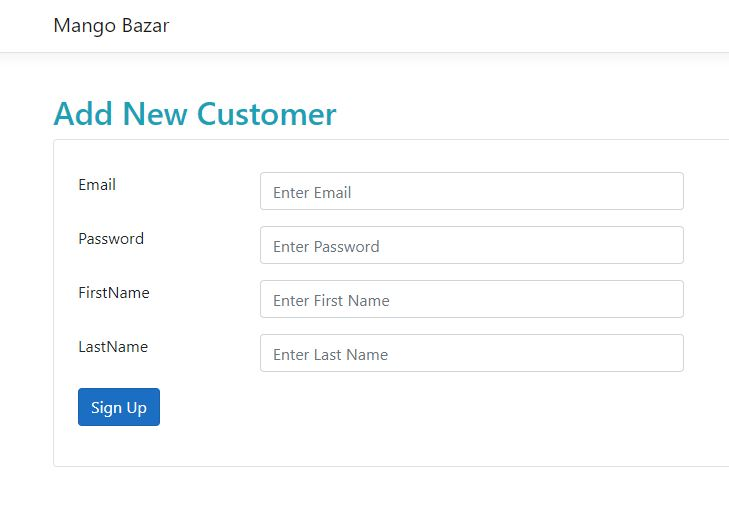 Mango Bazar
Add New Customer
Email
Enter Email
Password
Enter Password
FirstName
Enter First Name
LastName
Enter Last Name
Sign Up